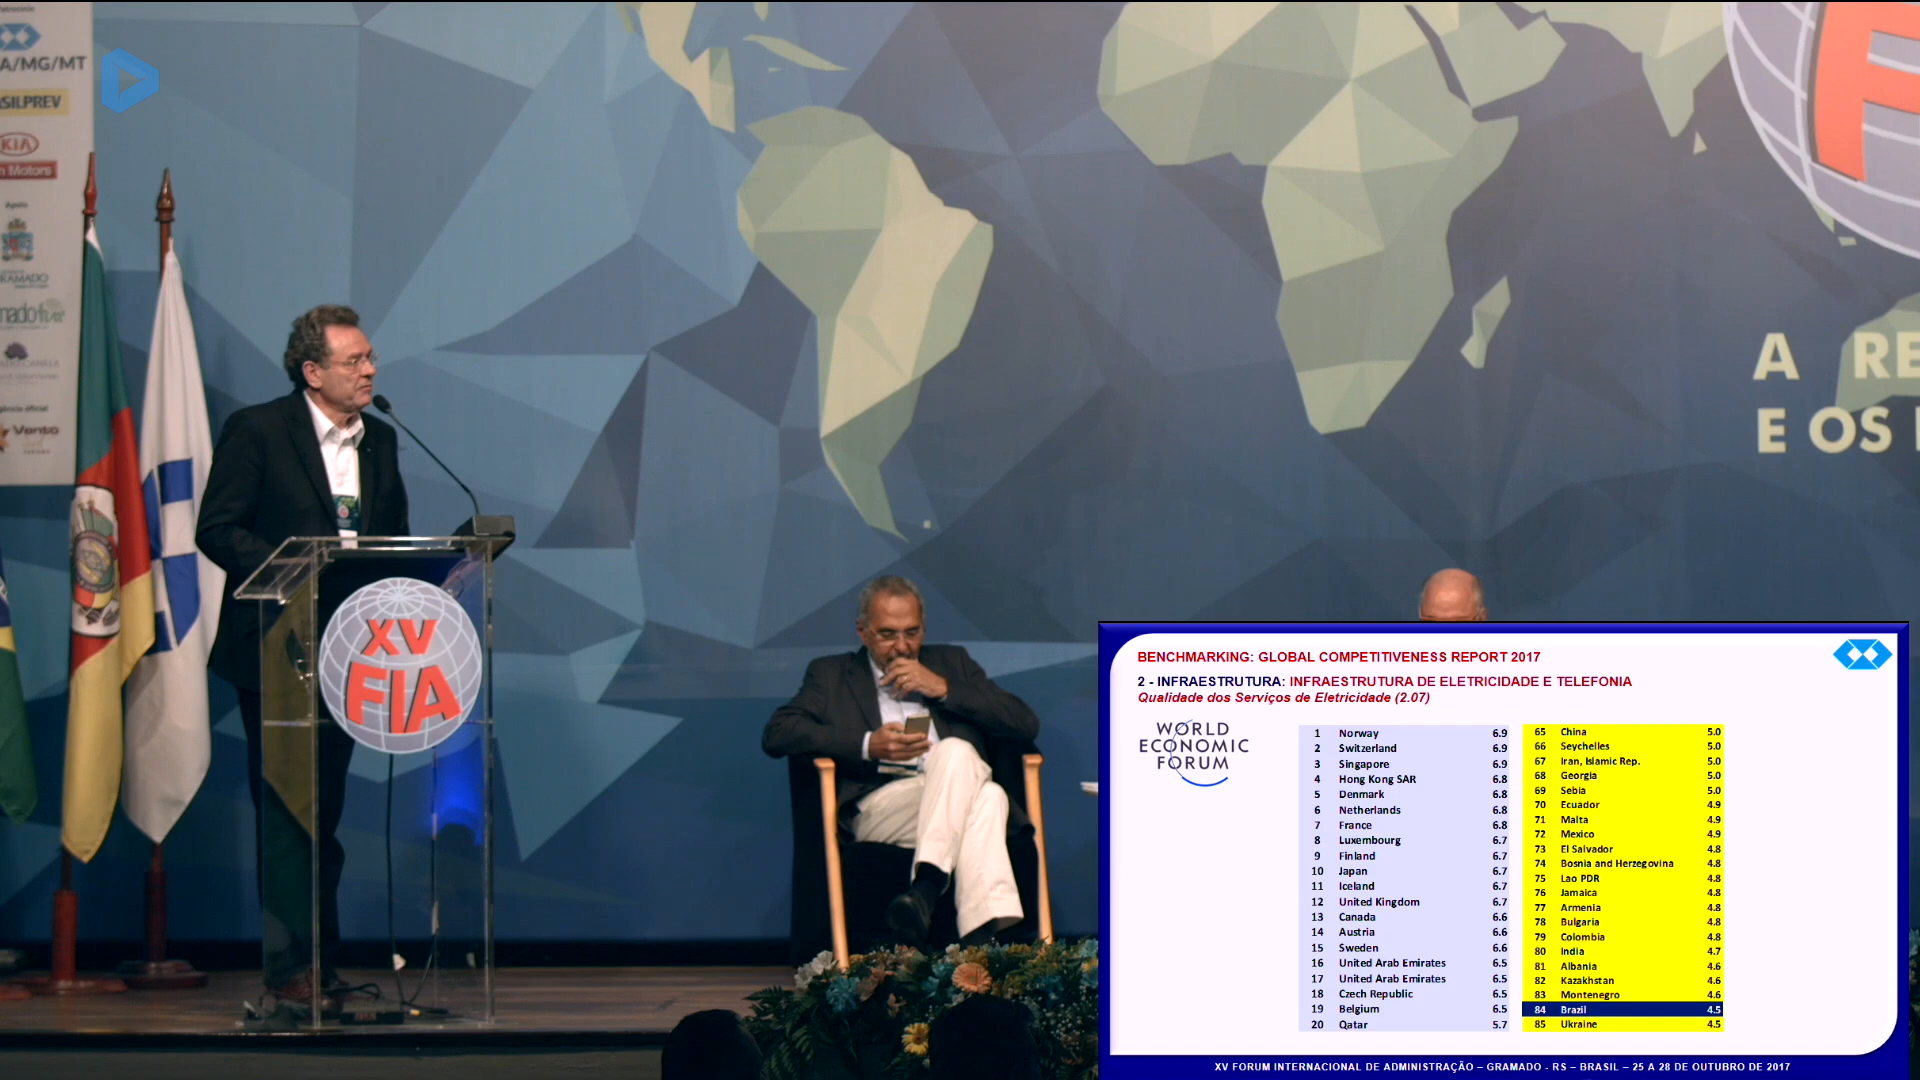 Patrocínio
A/MG/MT
SILPREV
KIA
Motors
Apoio
RAMADO
Vento
XV
FIA
F
A RE
E OS
BENCHMARKING: GLOBAL COMPETITIVENESS REPORT 2017
2 - INFRAESTRUTURA: INFRAESTRUTURA DE ELETRICIDADE E TELEFONIA
Qualidade dos Serviços de Eletricidade (2.07)
WORLD
ECONOMIC
FORUM
1 Norway 6.9
2 Switzerland 6.9
3 Singapore 6.9
4 Hong Kong SAR 6.8
5 Denmark 6.8
6 Netherlands 6.8
7 France 6.8
8 Luxembourg 6.7
9 Finland 6.7
10 Japan 6.7
11 Iceland 6.7
12 United Kingdom 6.7
13 Canada 6.6
14 Austria 6.6
15 Sweden 6.6
16 United Arab Emirates 6.5
17 United Arab Emirates 6.5
18 Czech Republic 6.5
19 Belgium 6.5
20 Qatar 5.7
65 China 5.0
66 Seychelles 5.0
67 Iran, Islamic Rep. 5.0
68 Georgia 5.0
69 Sebia 5.0
70 Ecuador 4.9
71 Malta 4.9
72 Mexico 4.9
73 El Salvador 4.8
74 Bosnia and Herzegovina 4.8
75 Lao PDR 4.8
76 Jamaica 4.8
77 Armenia 4.8
78 Bulgaria 4.8
79 Colombia 4.8
80 India 4.7
81 Albania 4.6
82 Kazakhstan 4.6
83 Montenegro 4.6
84 Brazil 4.5
85 Ukraine 4.5
XV FORUM INTERNACIONAL DE ADMINISTRAÇÃO – GRAMADO - RS – BRASIL – 25 A 28 DE OUTUBRO DE 2017